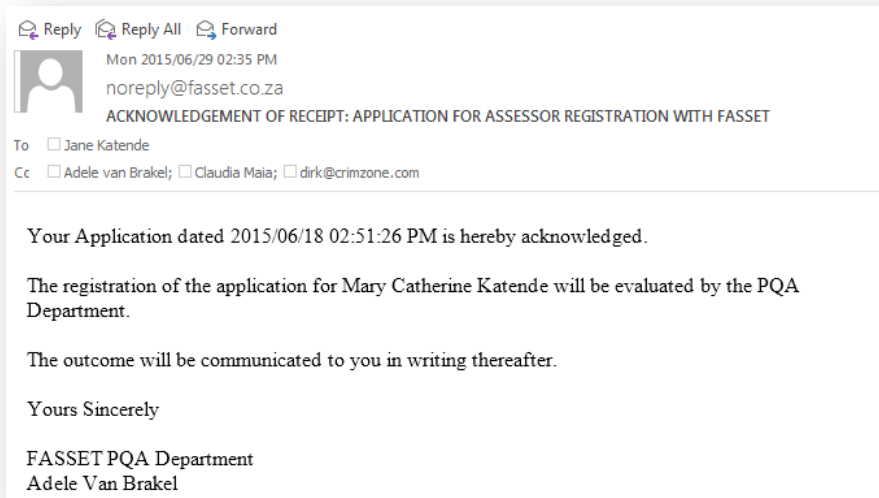 Reply Reply All Forward
Mon 2015/06/29 02:35 PM
noreply@fasset.co.za
ACKNOWLEDGEMENT OF RECEIPT: APPLICATION FOR ASSESSOR REGISTRATION WITH FASSET
To Jane Katende
Cc Adele van Brakel; Claudia Maia; dirk@crimzone.com
Your Application dated 2015/06/18 02:51:26 PM is hereby acknowledged.
The registration of the application for Mary Catherine Katende will be evaluated by the PQA
Department.
The outcome will be communicated to you in writing thereafter.
Yours Sincerely
FASSET PQA Department
Adele Van Brakel